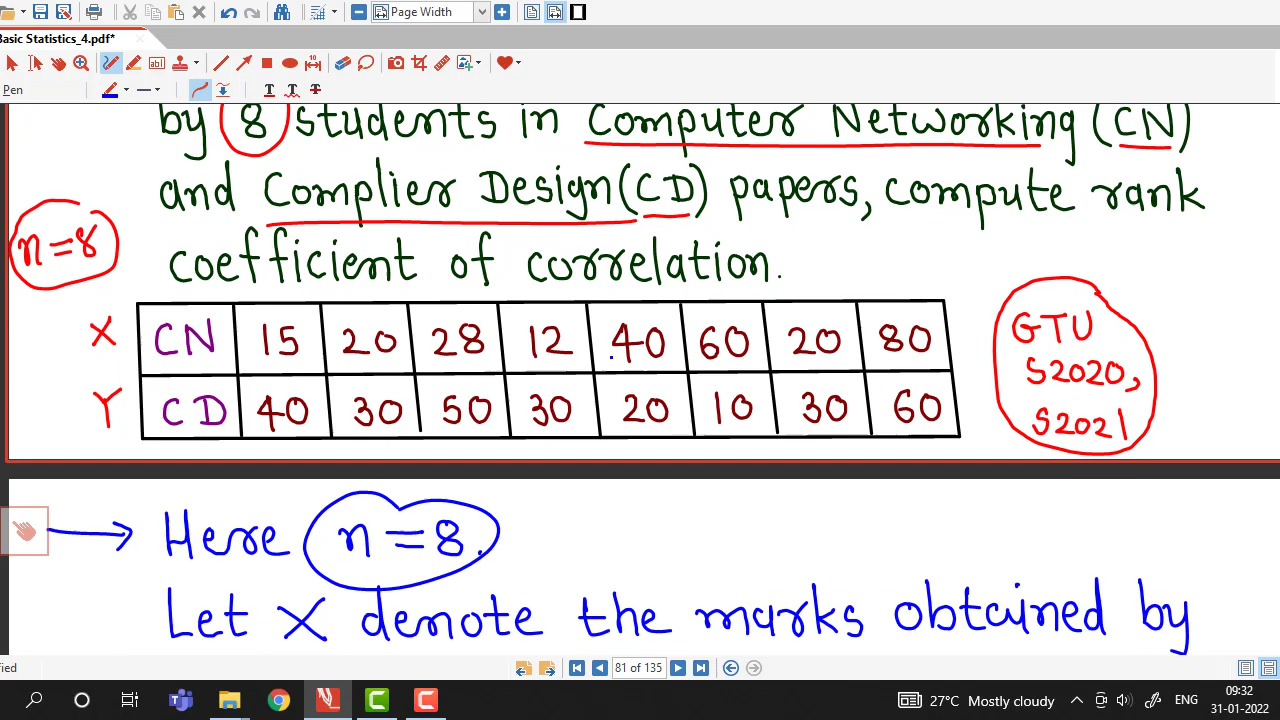 Page Width
Basic Statistics_4.pdf*
Pen
by 8 students in Computer Networking (CN)
and Complier Design (CD) papers, compute rank
coefficient of correlation.
n=8
X CN 15 20 28 12 40 60 20 80
Y CD 40 30 50 30 20 10 30 60
GTU
S2020,
S2021
Here n=8.
Let X denote the marks obtained by
fied
81 of 135
27°C Mostly cloudy
ENG
09:32
31-01-2022